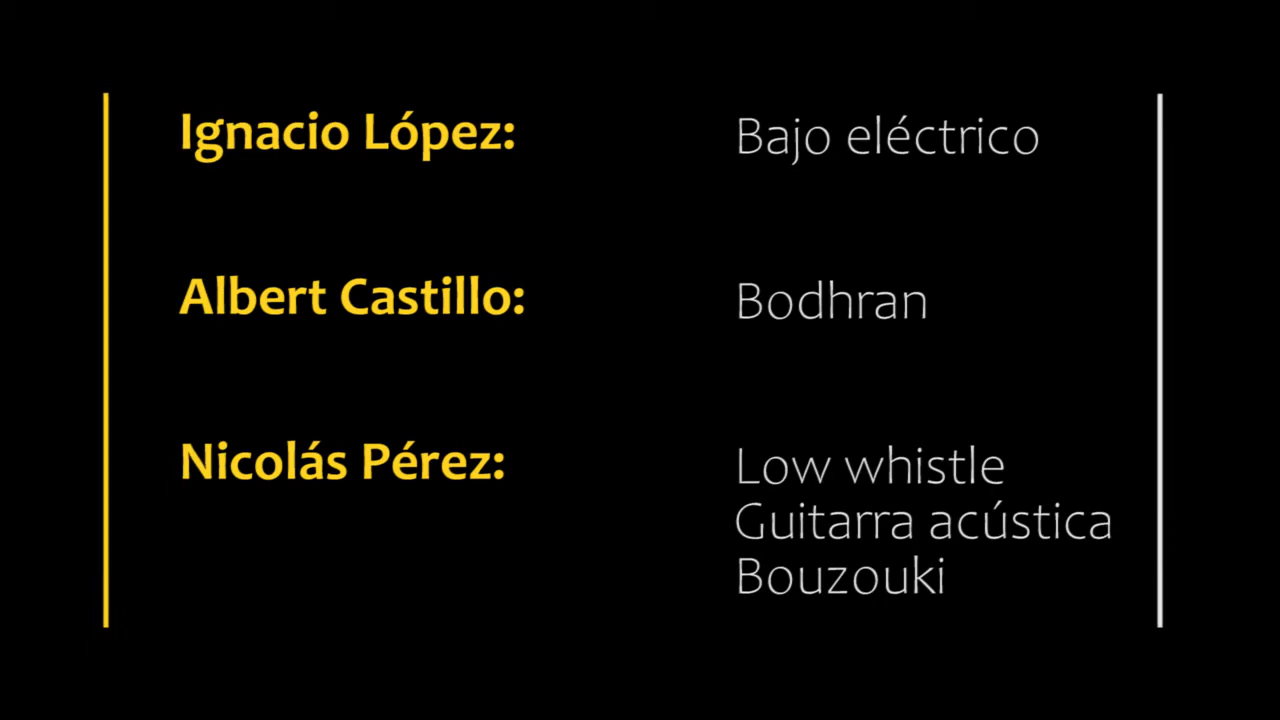 Ignacio López: Bajo eléctrico
Albert Castillo: Bodhran
Nicolás Pérez: Low whistle
Guitarra acústica
Bouzouki